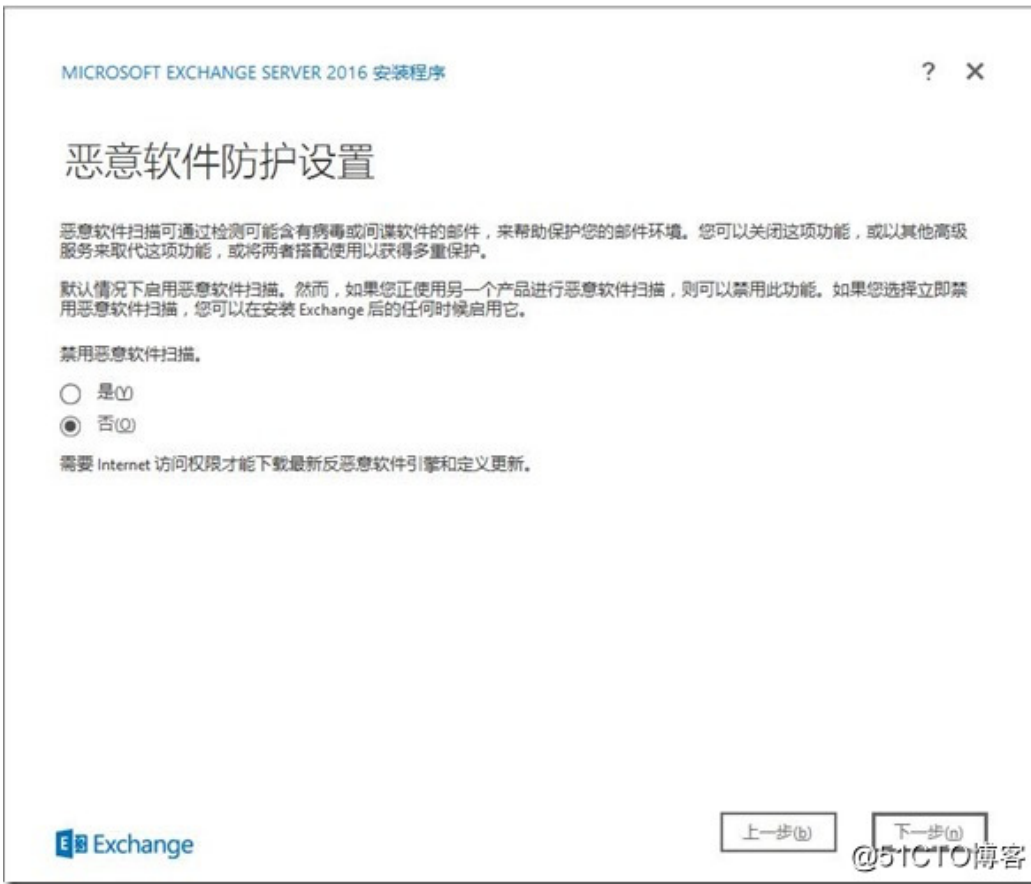 MICROSOFT EXCHANGE SERVER 2016 安装程序
?
恶意软件防护设置
恶意软件扫描可通过检测可能含有病毒或间谍软件的邮件，来帮助保护您的邮件环境。您可以关闭这项功能，或以其他高级
服务来取代这项功能，或将两者搭配使用以获得多重保护。
默认情况下启用恶意软件扫描。然而，如果您正使用另一个产品进行恶意软件扫描，则可以禁用此功能。如果您选择立即禁
用恶意软件扫描，您可以在安装 Exchange 后的任何时候启用它。
禁用恶意软件扫描。
是(Y)
否(O)
需要 Internet 访问权限才能下载最新反恶意软件引擎和定义更新。
Exchange
上一步(b)
下一步(n)
@51CTO博客